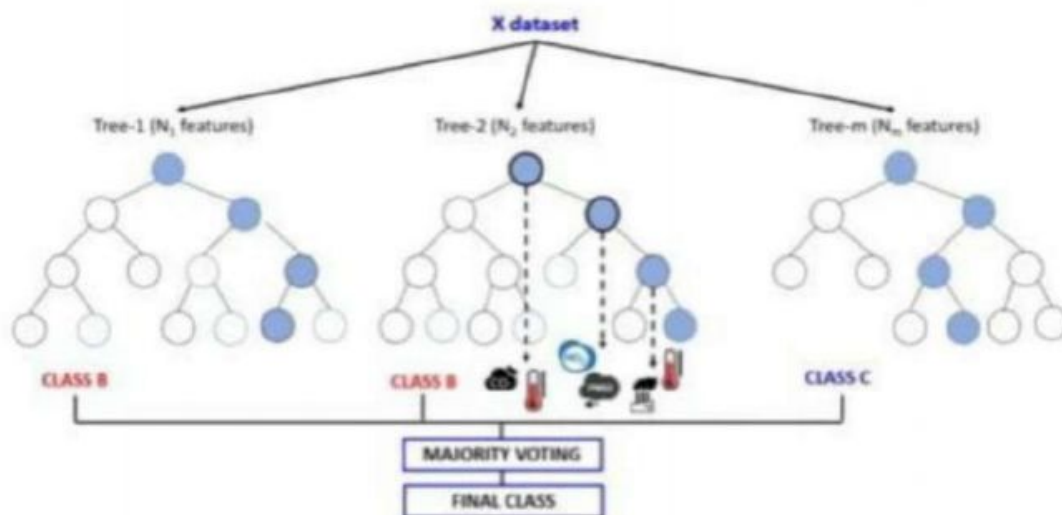 X dataset
Tree-1 (N₁ features)
Tree-2 (N₂ features)
Tree-m (Nₘ features)
CLASS B
CLASS B
CO
CLASS C
MAJORITY VOTING
FINAL CLASS